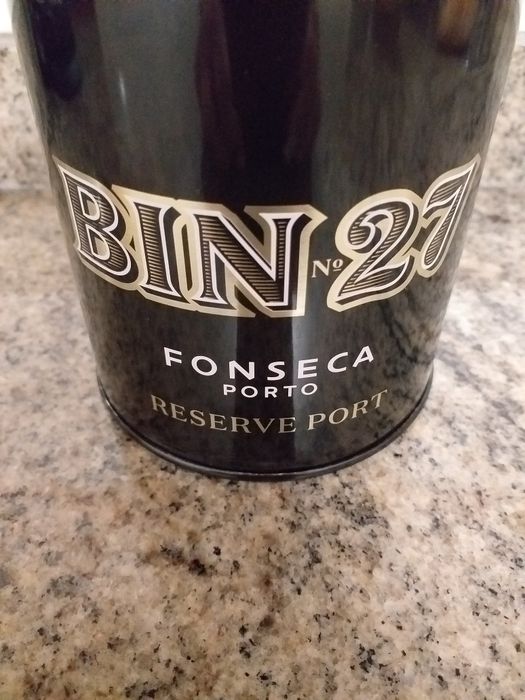 BIN Nº 27
FONSECA
PORTO
RESERVE PORT